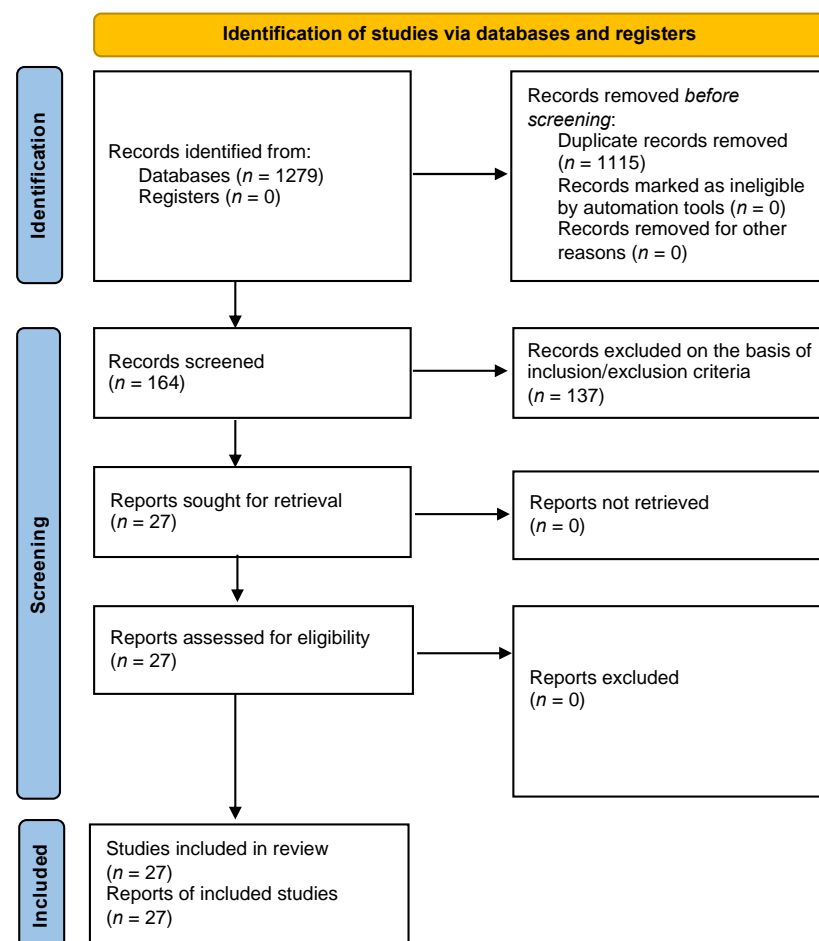 Identification of studies via databases and registers
Identification
Records identified from:
Databases (n = 1279)
Registers (n = 0)
Records removed before
screening:
Duplicate records removed
(n = 1115)
Records marked as ineligible
by automation tools (n = 0)
Records removed for other
reasons (n = 0)
Screening
Records screened
(n = 164)
Records excluded on the basis of
inclusion/exclusion criteria
(n = 137)
Reports sought for retrieval
(n = 27)
Reports not retrieved
(n = 0)
Reports assessed for eligibility
(n = 27)
Reports excluded
(n = 0)
Included
Studies included in review
(n = 27)
Reports of included studies
(n = 27)